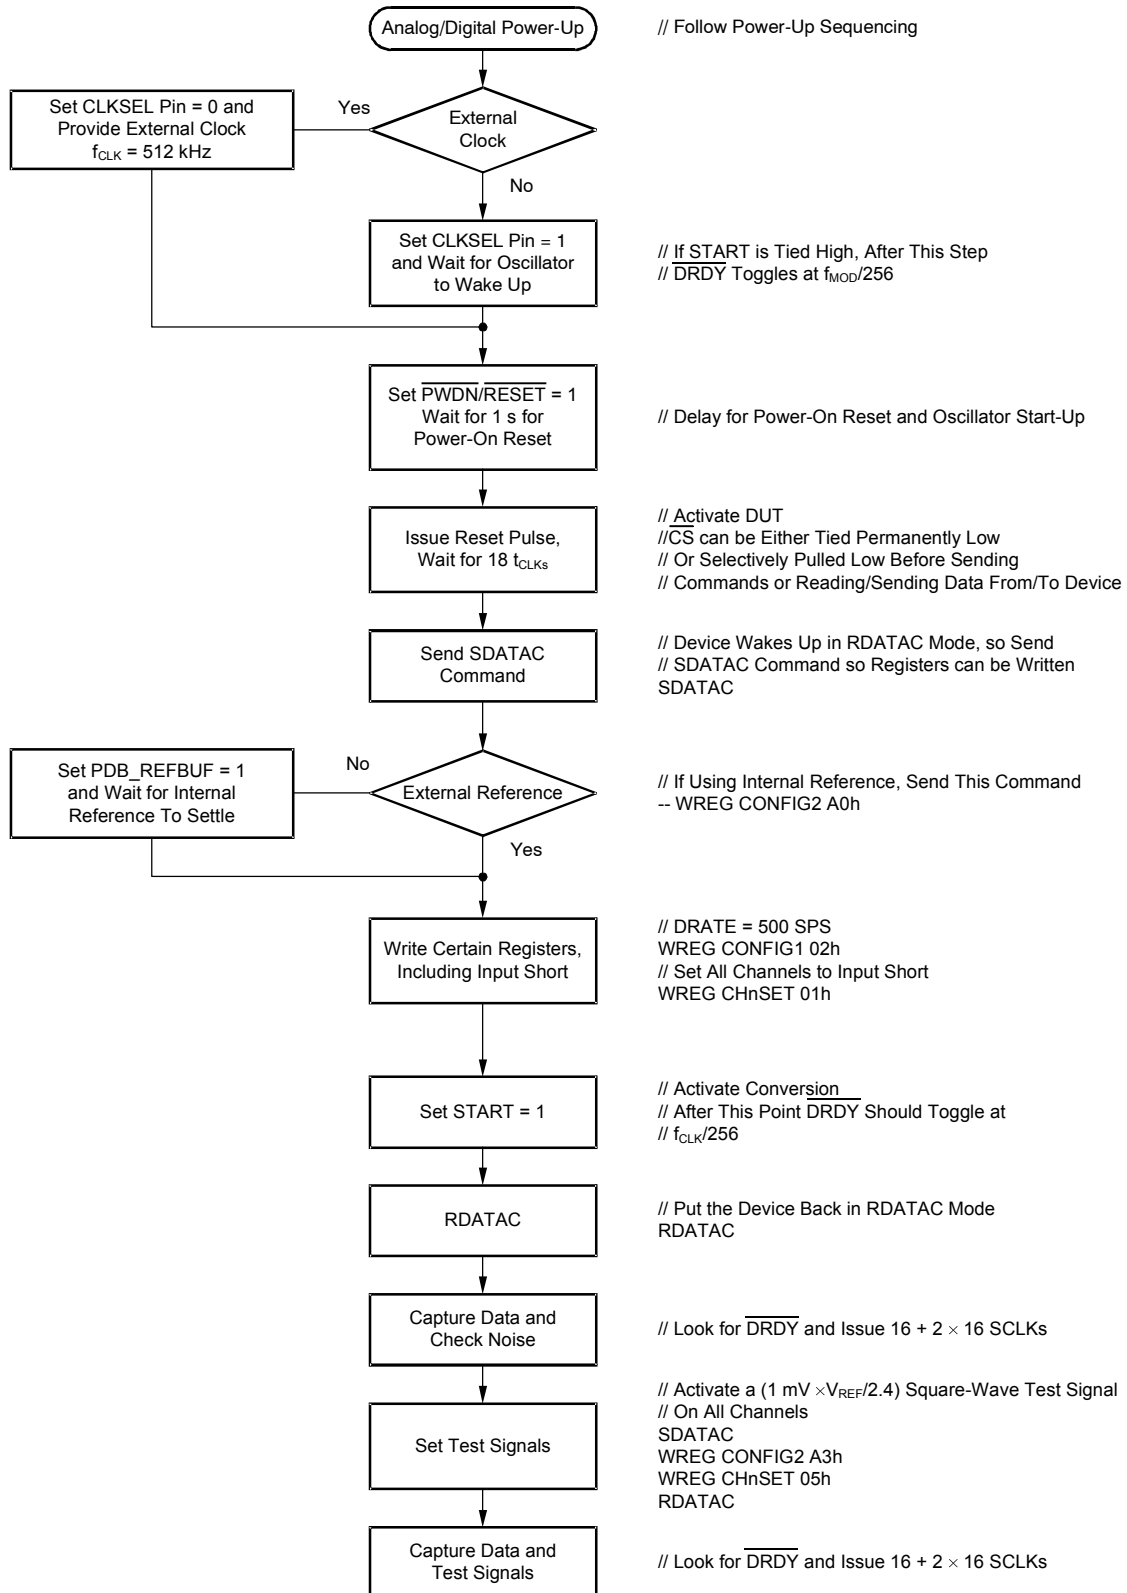 Analog/Digital Power-Up
// Follow Power-Up Sequencing
Set CLKSEL Pin = 0 and
Provide External Clock
fCLK = 512 kHz
Yes
External
Clock
No
Set CLKSEL Pin = 1
and Wait for Oscillator
to Wake Up
// If START is Tied High, After This Step
// DRDY Toggles at fMOD/256
Set PWDN/RESET = 1
Wait for 1 s for
Power-On Reset
// Delay for Power-On Reset and Oscillator Start-Up
Issue Reset Pulse,
Wait for 18 tCLKs
// Activate DUT
//CS can be Either Tied Permanently Low
// Or Selectively Pulled Low Before Sending
// Commands or Reading/Sending Data From/To Device
Send SDATAC
Command
// Device Wakes Up in RDATAC Mode, so Send
// SDATAC Command so Registers can be Written
SDATAC
Set PDB_REFBUF = 1
and Wait for Internal
Reference To Settle
No
External Reference
Yes
// If Using Internal Reference, Send This Command
-- WREG CONFIG2 A0h
Write Certain Registers,
Including Input Short
// DRATE = 500 SPS
WREG CONFIG1 02h
// Set All Channels to Input Short
WREG CHnSET 01h
Set START = 1
// Activate Conversion
// After This Point DRDY Should Toggle at
// fCLK/256
RDATAC
// Put the Device Back in RDATAC Mode
RDATAC
Capture Data and
Check Noise
// Look for DRDY and Issue 16 + 2 × 16 SCLKs
Set Test Signals
// Activate a (1 mV ×VREF/2.4) Square-Wave Test Signal
// On All Channels
SDATAC
WREG CONFIG2 A3h
WREG CHnSET 05h
RDATAC
Capture Data and
Test Signals
// Look for DRDY and Issue 16 + 2 × 16 SCLKs